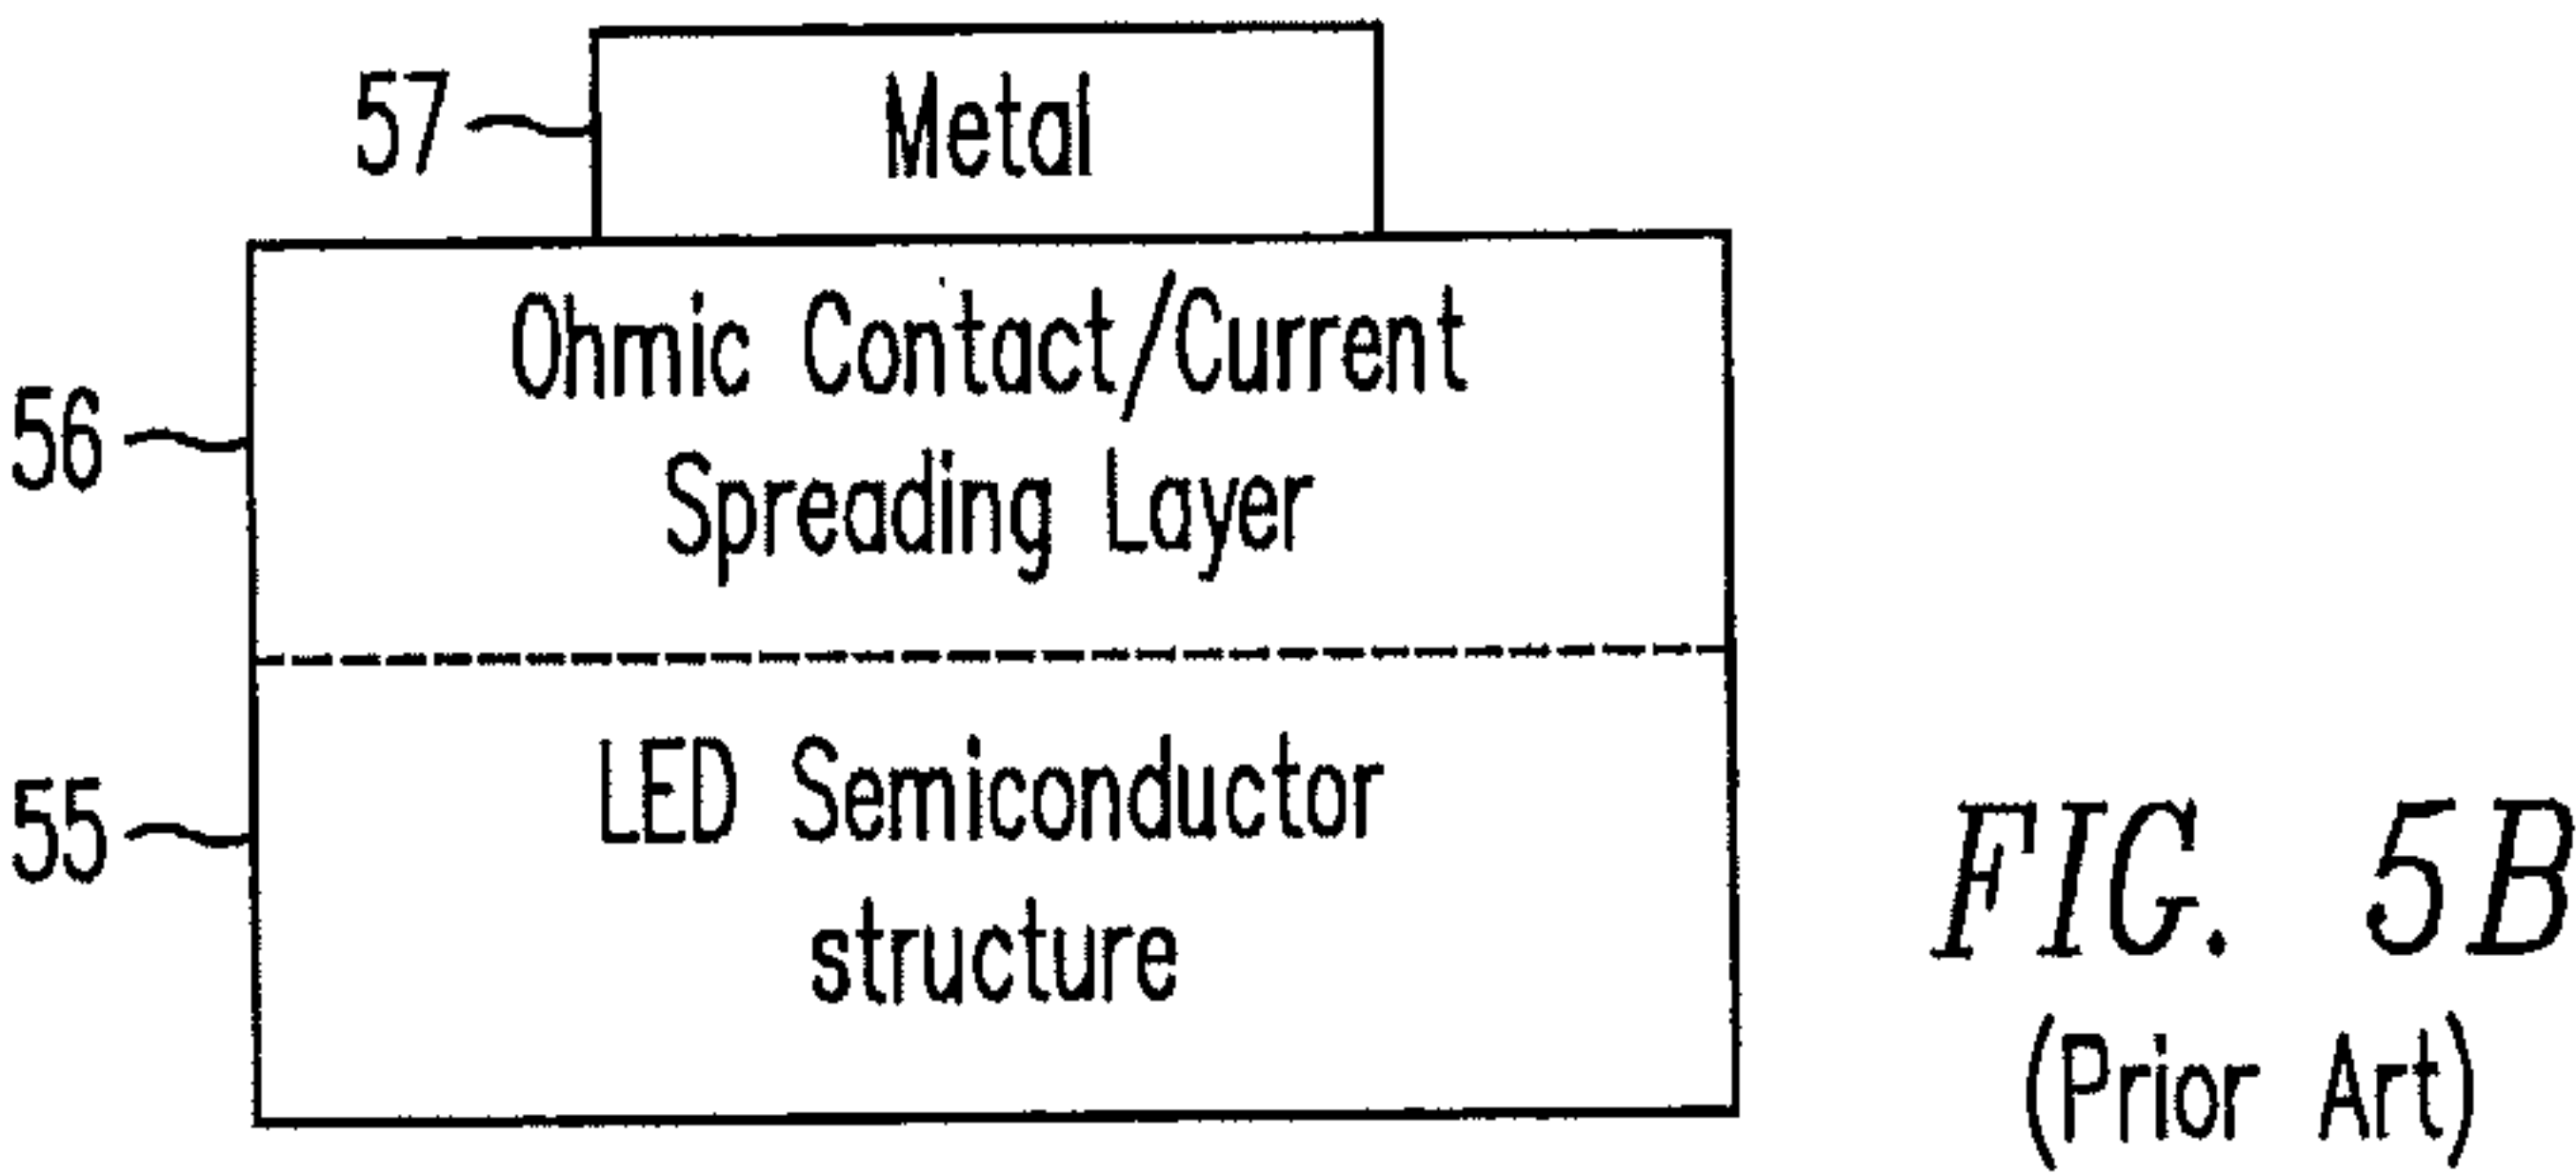 57
Metal
Ohmic Contact/Current
56
Spreading Layer
55
LED Semiconductor
structure
FIG. 5B
(Prior Art)